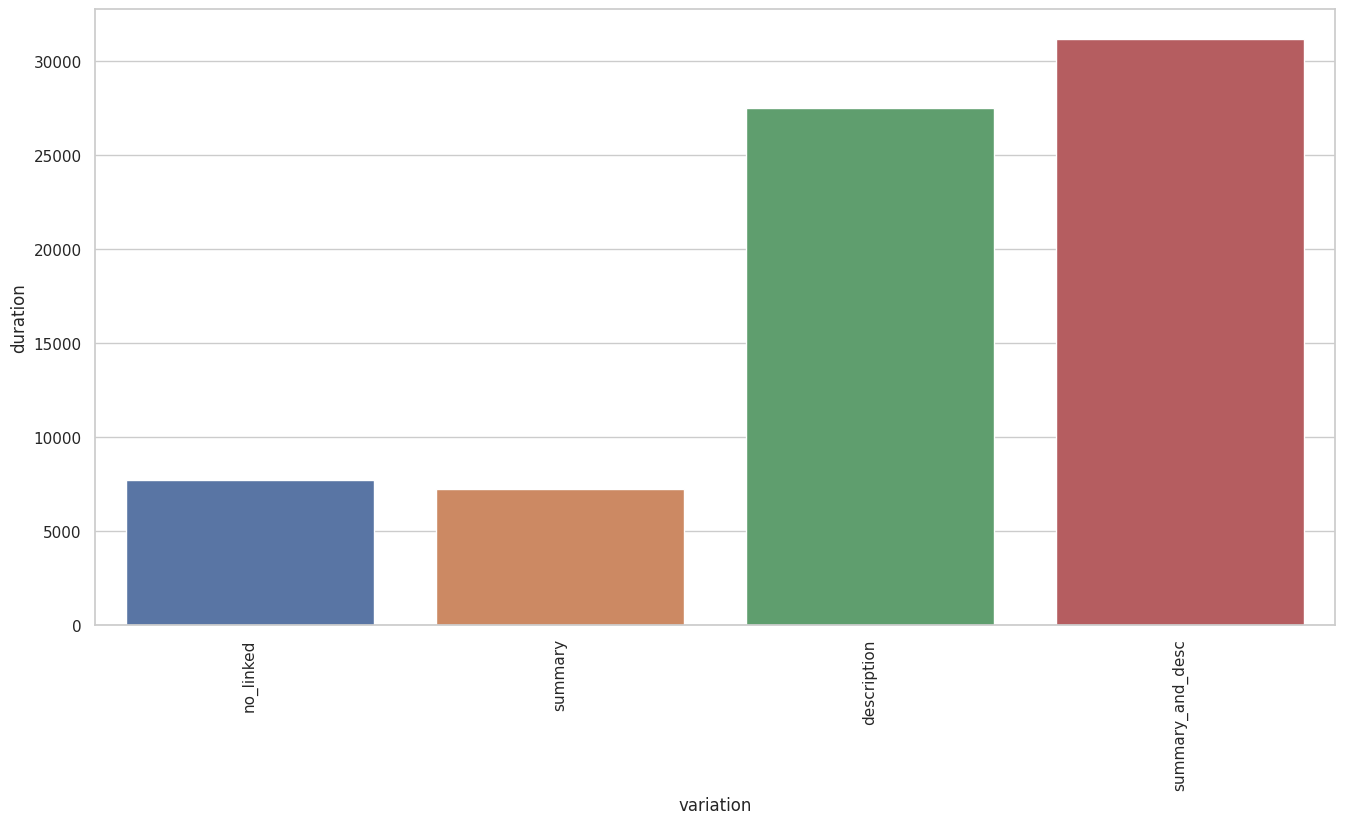 30000
25000
20000
15000
10000
5000
0
duration
no_linked
summary
description
summary_and_desc
variation